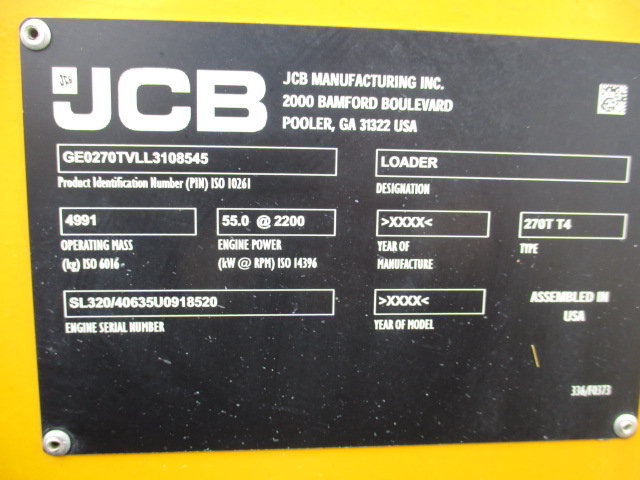 JCB
JCB
JCB MANUFACTURING INC.
2000 BAMFORD BOULEVARD
POOLER, GA 31322 USA
GE0270TVLL3108545
Product Identification Number (PIN) ISO 10261
LOADER
DESIGNATION
4991
OPERATING MASS
(kg) ISO 6016
55.0 @ 2200
ENGINE POWER
(kW @ RPM) ISO 14396
>XXXX<
YEAR OF
MANUFACTURE
270T T4
TYPE
SL320/40635U0918520
ENGINE SERIAL NUMBER
>XXXX<
YEAR OF MODEL
ASSEMBLED IN
USA
336/F0373